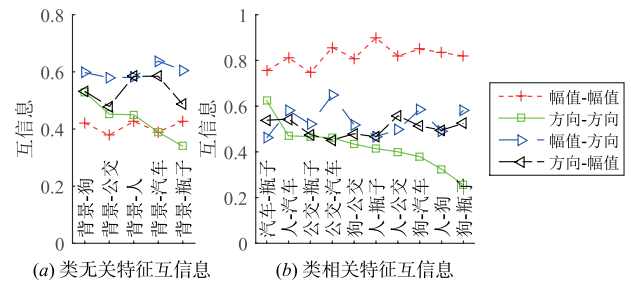 0.8
0.6
0.4
0.2
0
互信息
背景-狗
背景-公交
背景-人
背景-汽车
背景-瓶子
(a) 类无关特征互信息
1
0.8
0.6
0.4
0.2
0
互信息
汽车-瓶子
人-汽车
公交-瓶子
公交-汽车
狗-公交
人-瓶子
人-公交
狗-汽车
人-狗
狗-瓶子
(b) 类相关特征互信息
幅值-幅值
方向-方向
幅值-方向
方向-幅值